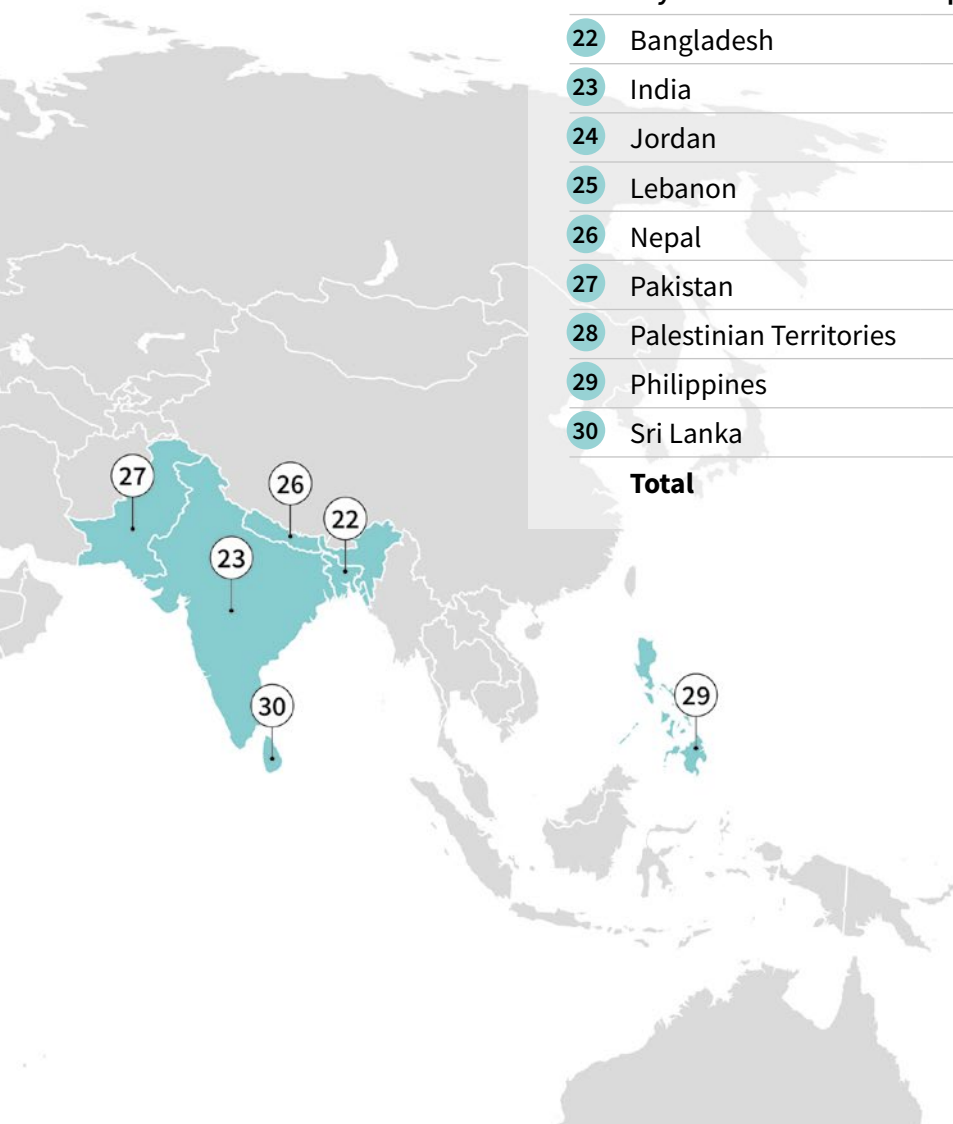 22 Bangladesh
23 India
24 Jordan
25 Lebanon
26 Nepal
27 Pakistan
28 Palestinian Territories
29 Philippines
30 Sri Lanka
Total
27
26
22
23
29
30